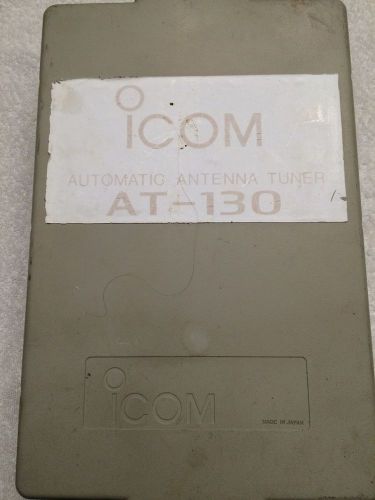 iCOM
AUTOMATIC ANTENNA TUNER
AT-130
iCOM
MADE IN JAPAN